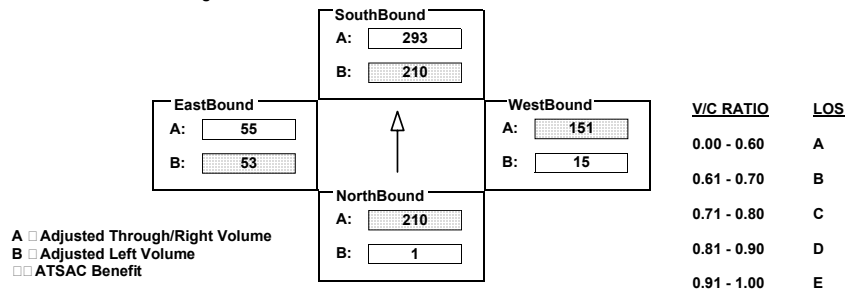 SouthBound
A: 293
B: 210
EastBound
A: 55
B: 53
WestBound
A: 151
B: 15
NorthBound
A: 210
B: 1
A □ Adjusted Through/Right Volume
B □ Adjusted Left Volume
□□ ATSAC Benefit
V/C RATIO LOS
0.00 - 0.60 A
0.61 - 0.70 B
0.71 - 0.80 C
0.81 - 0.90 D
0.91 - 1.00 E